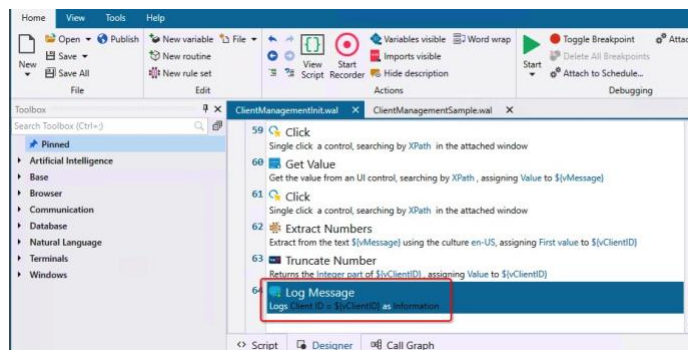 Home View Tools Help
Open Publish New variable File Variables visible Word wrap Toggle Breakpoint Attac
New Save New routine View Script Start Recorder Imports visible Start Delete All Breakpoints
Save All New rule set Hide description Attach to Schedule...
File Edit Actions Debugging
Toolbox ClientManagementInit.wal ClientManagementSample.wal
Search Toolbox (Ctrl+;)
Pinned
Artificial Intelligence
Base
Browser
Communication
Database
Natural Language
Terminals
Windows
59 Click
Single click a control, searching by XPath in the attached window
60 Get Value
Get the value from an UI control, searching by XPath , assigning Value to ${vMessage}
61 Click
Single click a control, searching by XPath in the attached window
62 Extract Numbers
Extract from the text ${vMessage} using the culture en-US, assigning First value to ${vClientID}
63 Truncate Number
Returns the Integer part of ${vClientID} , assigning Value to ${vClientID}
64 Log Message
Logs Client ID = ${vClientID} as Information
Script Designer Call Graph